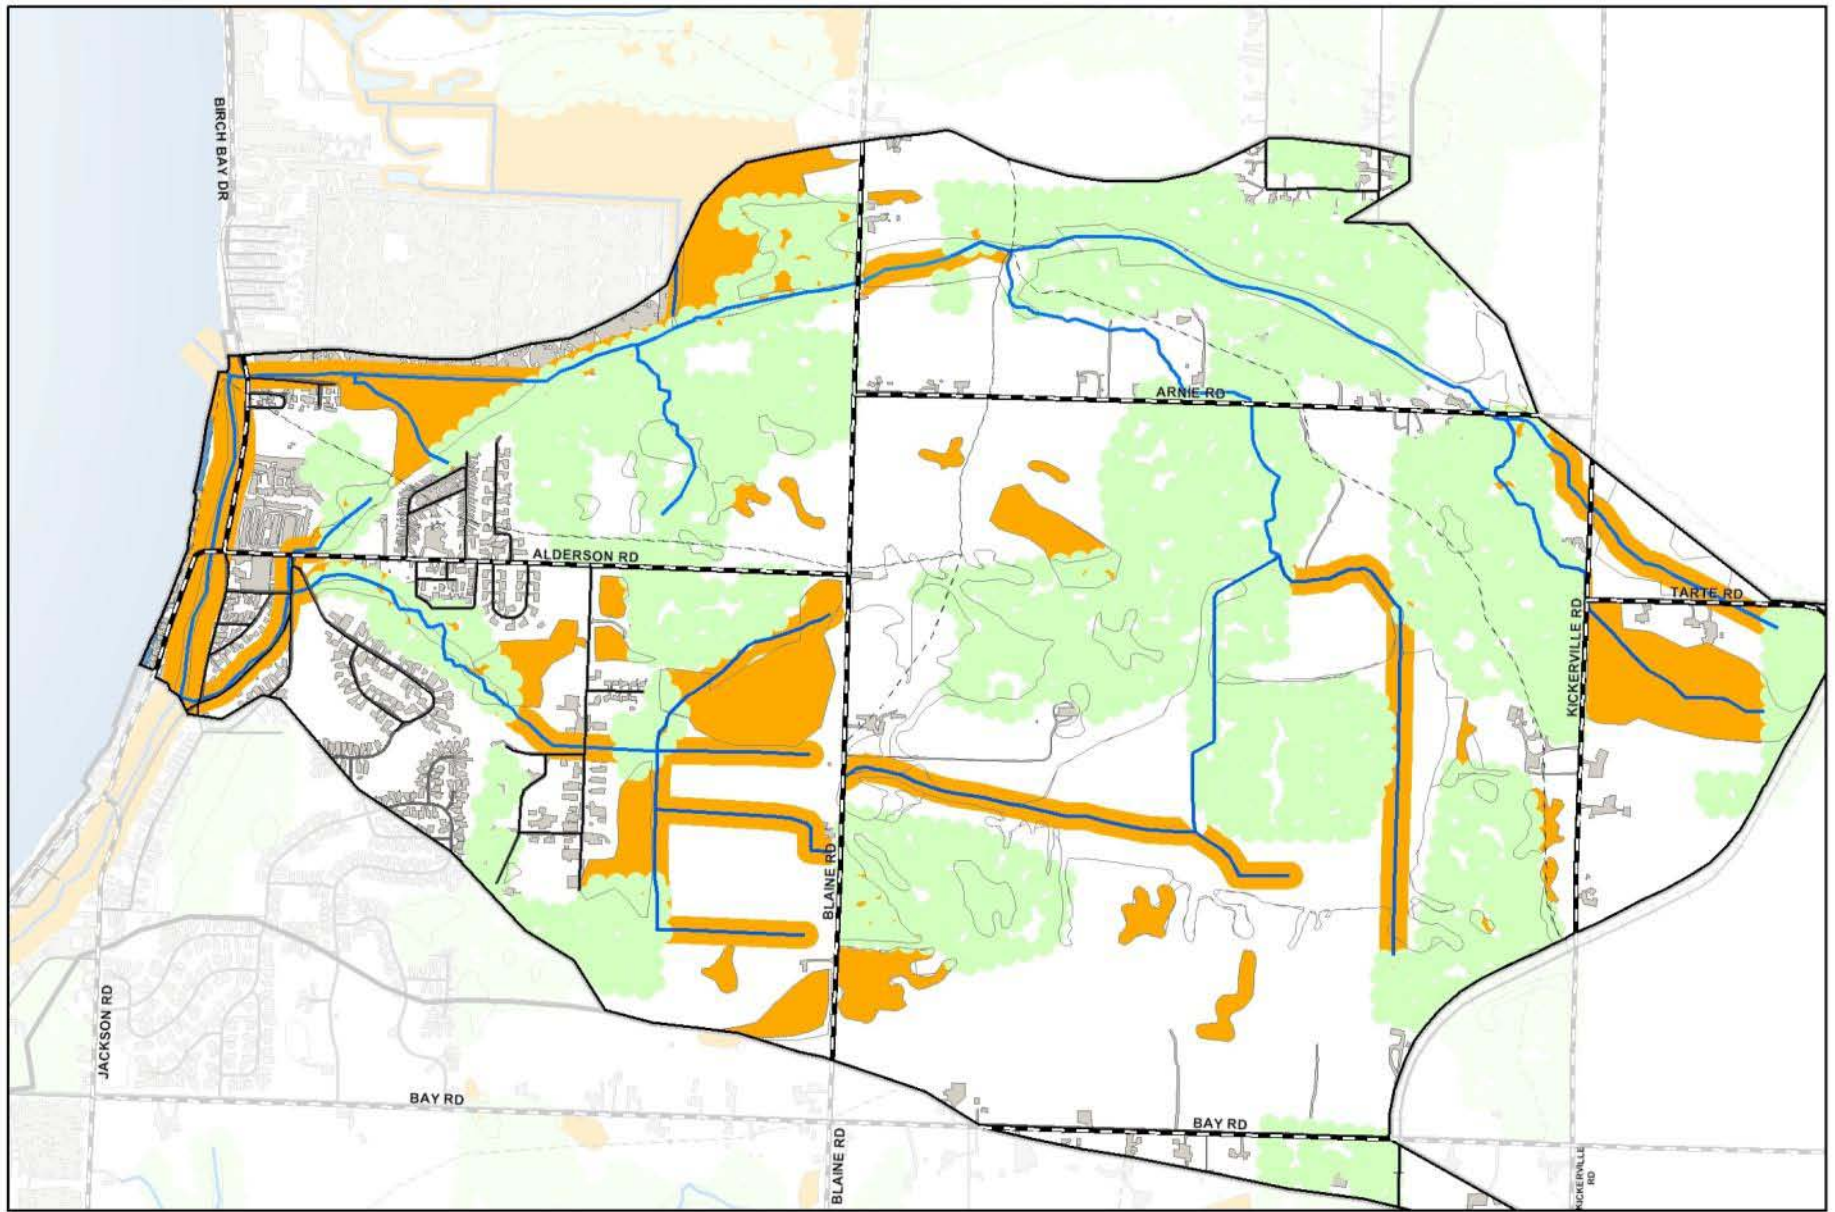 BIRCH BAY DR
ARNIE RD
ALDERSON RD
TARTE RD
KICKERVILLE RD
BLAINE RD
JACKSON RD
BAY RD
BAY RD
BLAINE RD
KICKERVILLE
RD